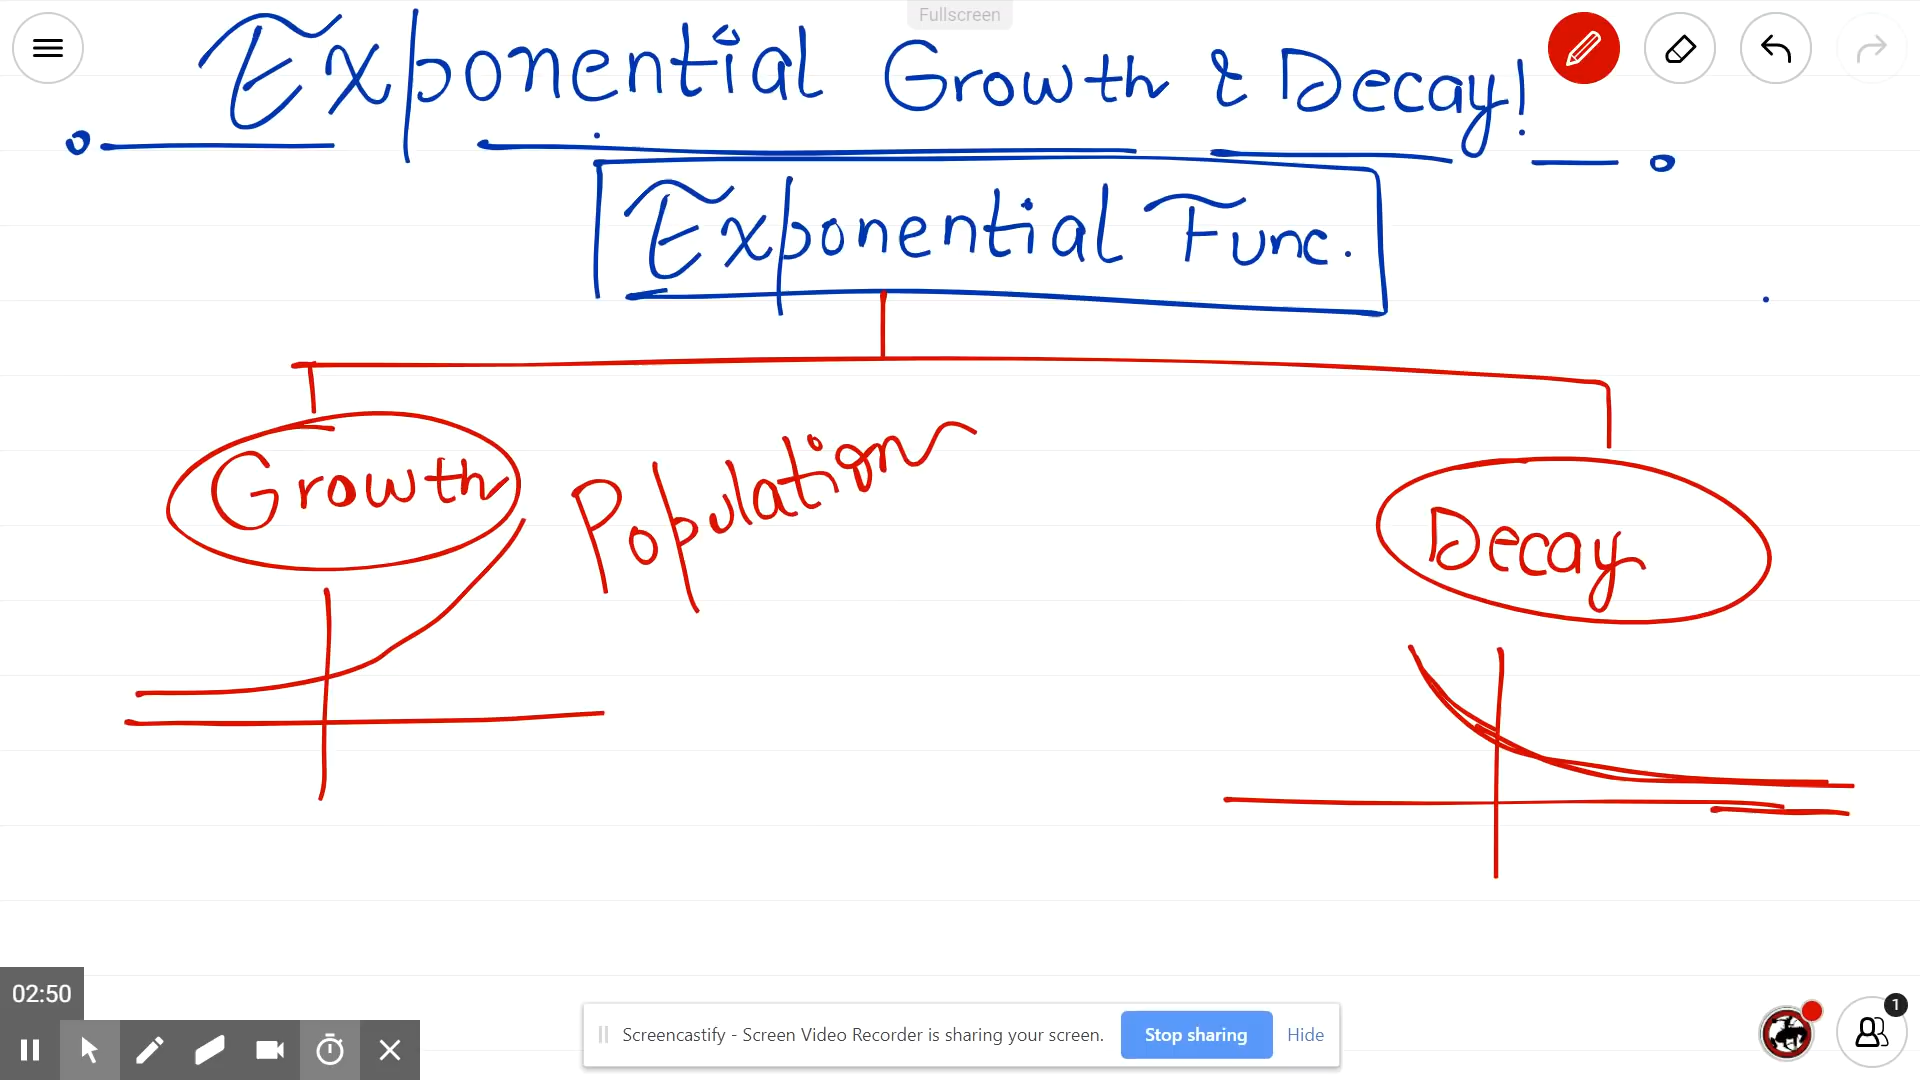 Fullscreen
Exponential Growth & Decay!
Exponential Func.
Growth
Population
Decay
02:50
Screencastify - Screen Video Recorder is sharing your screen.
Stop sharing
Hide
1